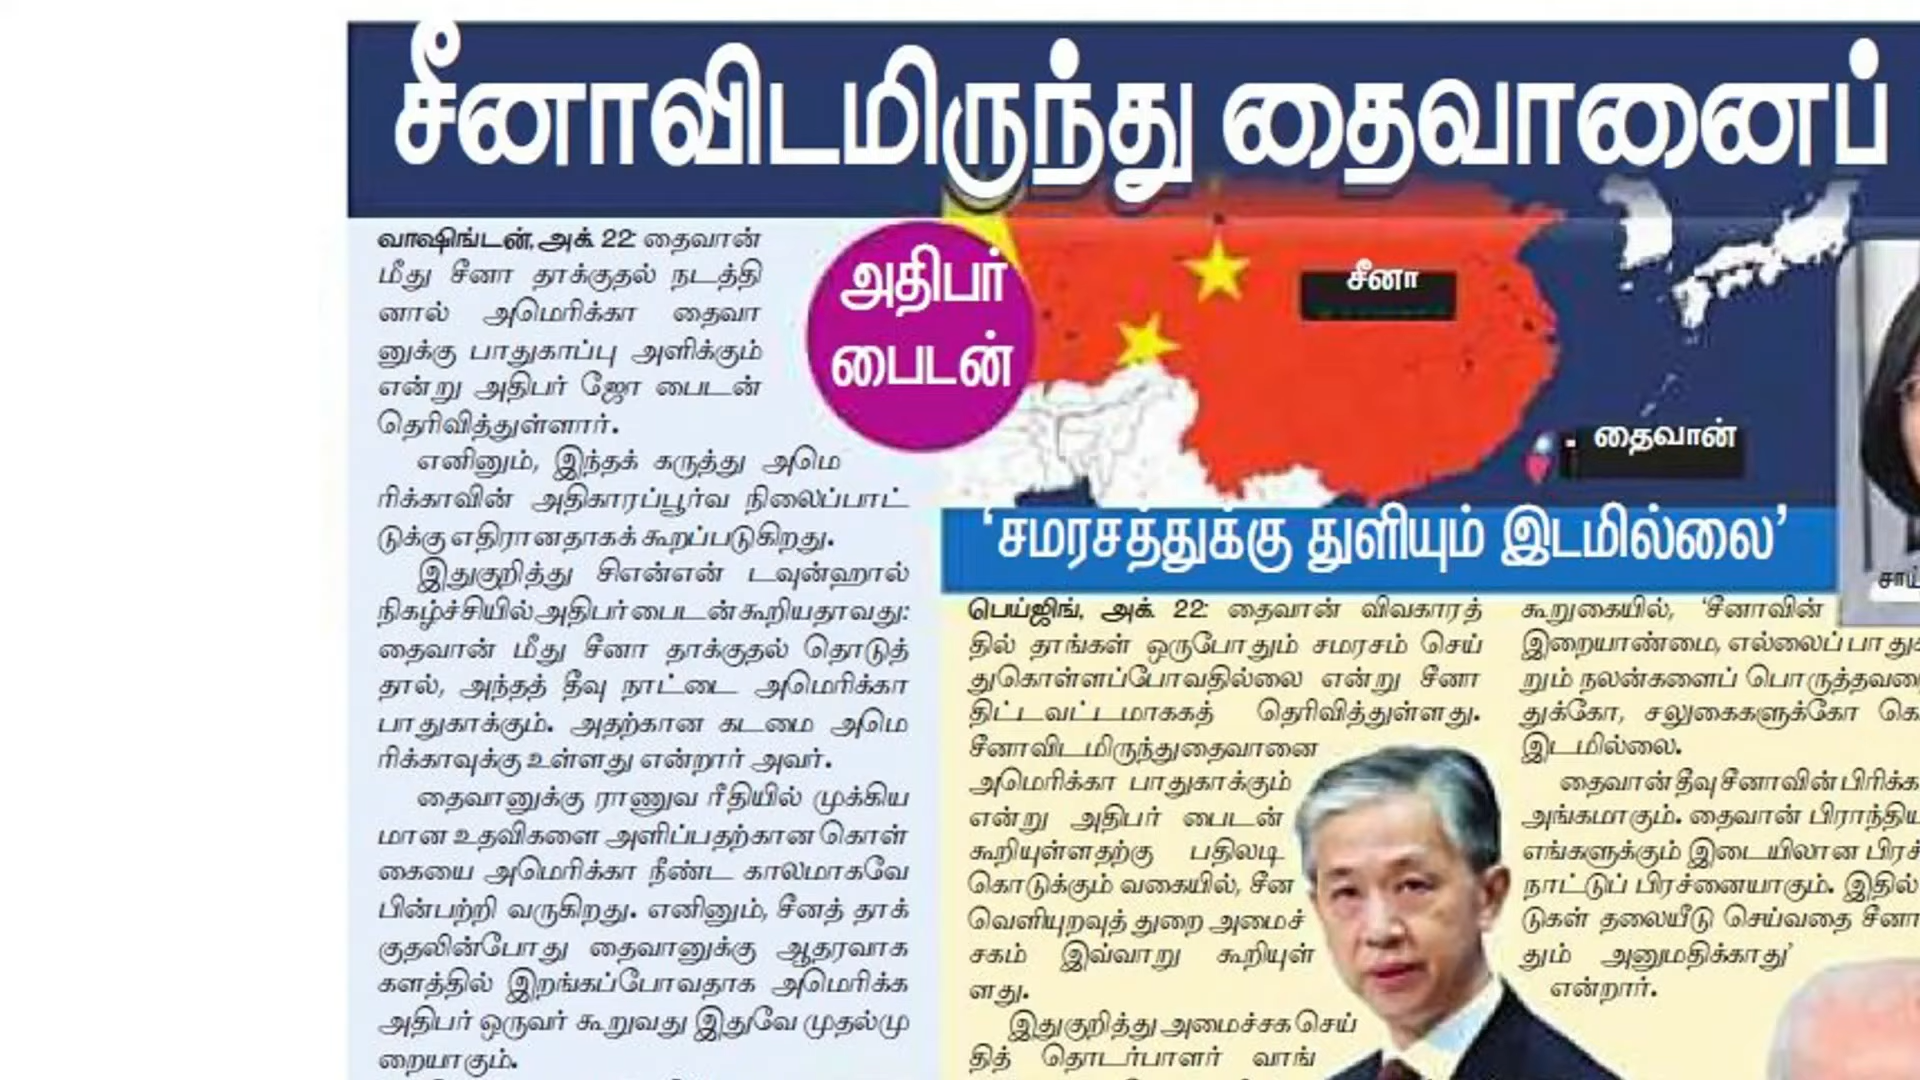 சீனாவிடமிருந்து தைவானைப்
அதிபர்
பைடன்
சீனா
தைவான்
வாஷிங்டன், அக். 22: தைவான்
மீது சீனா தாக்குதல் நடத்தி
னால் அமெரிக்கா தைவா
னுக்கு பாதுகாப்பு அளிக்கும்
என்று அதிபர் ஜோ பைடன்
தெரிவித்துள்ளார்.
எனினும், இந்தக் கருத்து அமெ
ரிக்காவின் அதிகாரப்பூர்வ நிலைப்பாட்
டுக்கு எதிரானதாகக் கூறப்படுகிறது.
இதுகுறித்து சிஎன்என் டவுன்ஹால்
நிகழ்ச்சியில் அதிபர் பைடன் கூறியதாவது:
தைவான் மீது சீனா தாக்குதல் தொடுத்
தால், அந்தத் தீவு நாட்டை அமெரிக்கா
பாதுகாக்கும். அதற்கான கடமை அமெ
ரிக்காவுக்கு உள்ளது என்றார் அவர்.
தைவானுக்கு ராணுவ ரீதியில் முக்கிய
மான உதவிகளை அளிப்பதற்கான கொள்
கையை அமெரிக்கா நீண்ட காலமாகவே
பின்பற்றி வருகிறது. எனினும், சீனத் தாக்
குதலின்போது தைவானுக்கு ஆதரவாக
களத்தில் இறங்கப்போவதாக அமெரிக்க
அதிபர் ஒருவர் கூறுவது இதுவே முதல்மு
றையாகும்.
‘சமரசத்துக்கு துளியும் இடமில்லை’
பெய்ஜிங், அக். 22: தைவான் விவகாரத்
தில் தாங்கள் ஒருபோதும் சமரசம் செய்
துகொள்ளப்போவதில்லை என்று சீனா
திட்டவட்டமாகத் தெரிவித்துள்ளது.
சீனாவிடமிருந்து தைவானை
அமெரிக்கா பாதுகாக்கும்
என்று அதிபர் பைடன்
கூறியுள்ளதற்கு பதிலடி
கொடுக்கும் வகையில், சீன
வெளியுறவுத் துறை அமைச்
சகம் இவ்வாறு கூறியுள்
ளது.
இதுகுறித்து அமைச்சக செய்
தித் தொடர்பாளர் வாங்
கூறுகையில், ‘சீனாவின்
இறையாண்மை, எல்லைப் பாதுக
றும் நலன்களைப் பொருத்தவரை
துக்கோ, சலுகைகளுக்கோ கொ
இடமில்லை.
தைவான் தீவு சீனாவின் பிரிக்க
அங்கமாகும். தைவான் பிராந்திய
எங்களுக்கும் இடையிலான பிரச்
நாட்டுப் பிரச்னையாகும். இதில்
டுகள் தலையீடு செய்வதை சீனா
தும் அனுமதிக்காது’
என்றார்.
சாய்